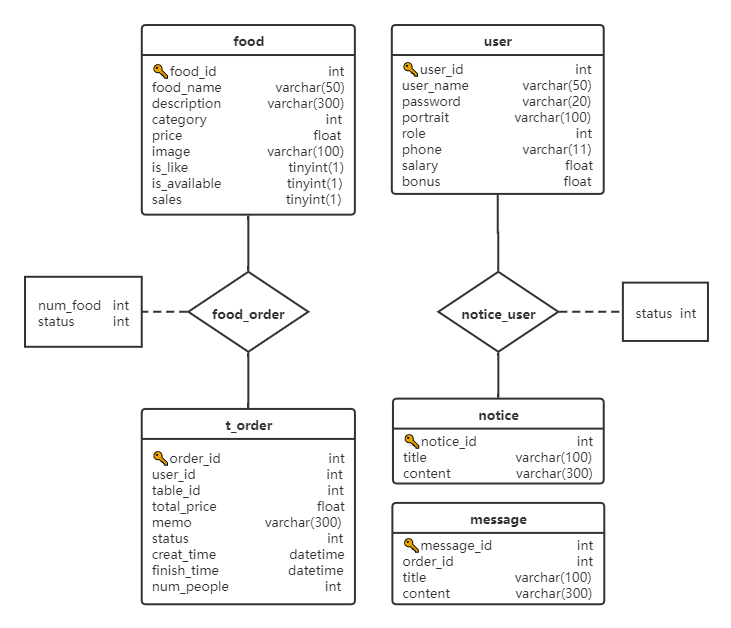 food
food_id int
food_name varchar(50)
description varchar(300)
category int
price float
image varchar(100)
is_like tinyint(1)
is_available tinyint(1)
sales tinyint(1)
user
user_id int
user_name varchar(50)
password varchar(20)
portrait varchar(100)
role int
phone varchar(11)
salary float
bonus float
num_food int
status int
food_order
notice_user
status int
t_order
order_id int
user_id int
table_id int
total_price float
memo varchar(300)
status int
creat_time datetime
finish_time datetime
num_people int
notice
notice_id int
title varchar(100)
content varchar(300)
message
message_id int
order_id int
title varchar(100)
content varchar(300)